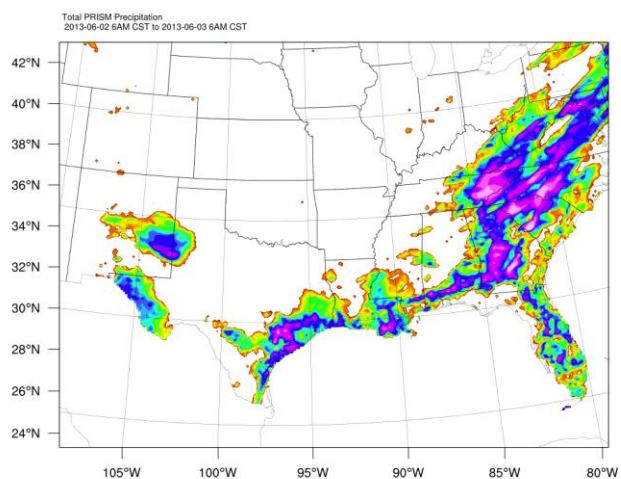 Total PRISM Precipitation
2013-06-02 6AM CST to 2013-06-03 6AM CST
42°N
40°N
38°N
36°N
34°N
32°N
30°N
28°N
26°N
24°N
105°W
100°W
95°W
90°W
85°W
80°W